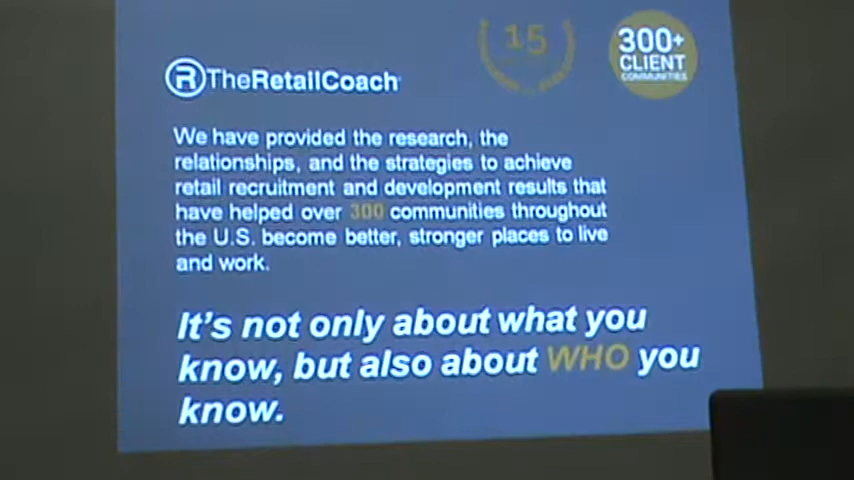 15
300+
CLIENT
COMMUNITIES
R TheRetailCoach
We have provided the research, the
relationships, and the strategies to achieve
retail recruitment and development results that
have helped over 300 communities throughout
the U.S. become better, stronger places to live
and work.
It's not only about what you
know, but also about WHO you
know.